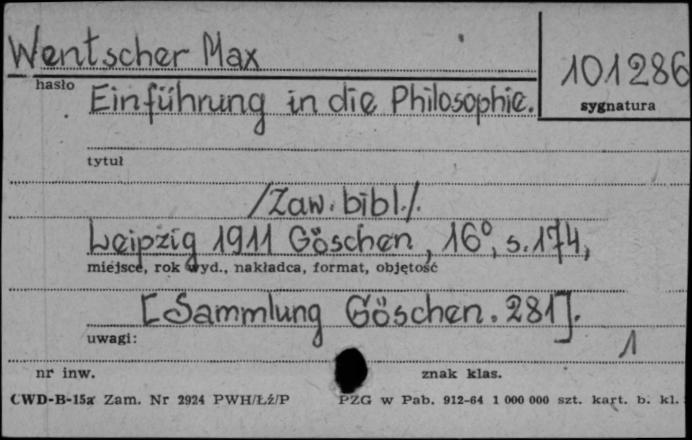 Wentscher Max
101286
hasło
sygnatura
Einführung in die Philosophie.
tytuł
/Zaw. bibl./.
Leipzig 1911 Göschen, 16°, s. 174,
miejsce, rok wyd., nakładca, format, objętość
[Sammlung Göschen. 281].
uwagi:
1
nr inw.
znak klas.
CWD-B-15a Zam. Nr 2924 PWH/Łź/P PZG w Pab. 912-64 1 000 000 szt. kart. b. kl.